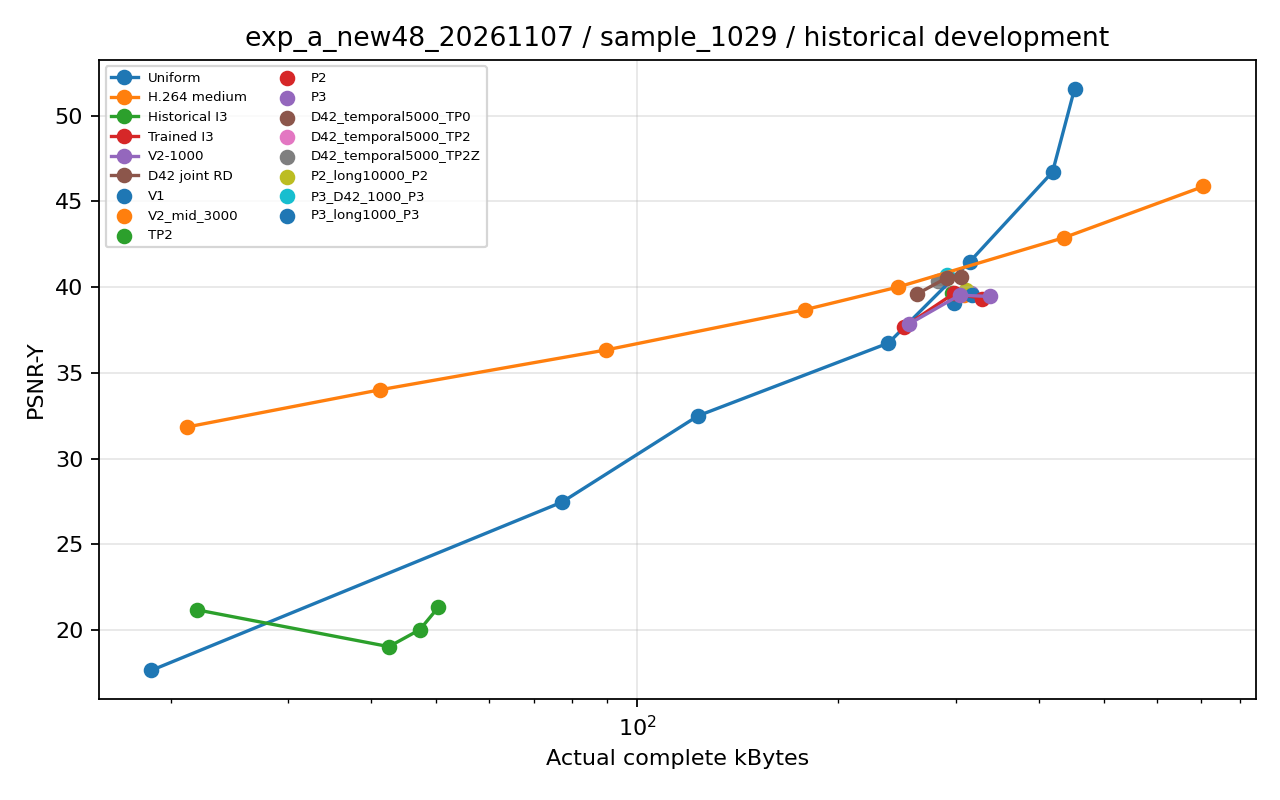 exp_a_new48_20261107 / sample_1029 / historical development
Uniform
H.264 medium
Historical I3
Trained I3
V2-1000
D42 joint RD
V1
V2_mid_3000
TP2
P2
P3
D42_temporal5000_TP0
D42_temporal5000_TP2
D42_temporal5000_TP2Z
P2_long10000_P2
P3_D42_1000_P3
P3_long1000_P3
PSNR-Y
50
45
40
35
30
25
20
10²
Actual complete kBytes